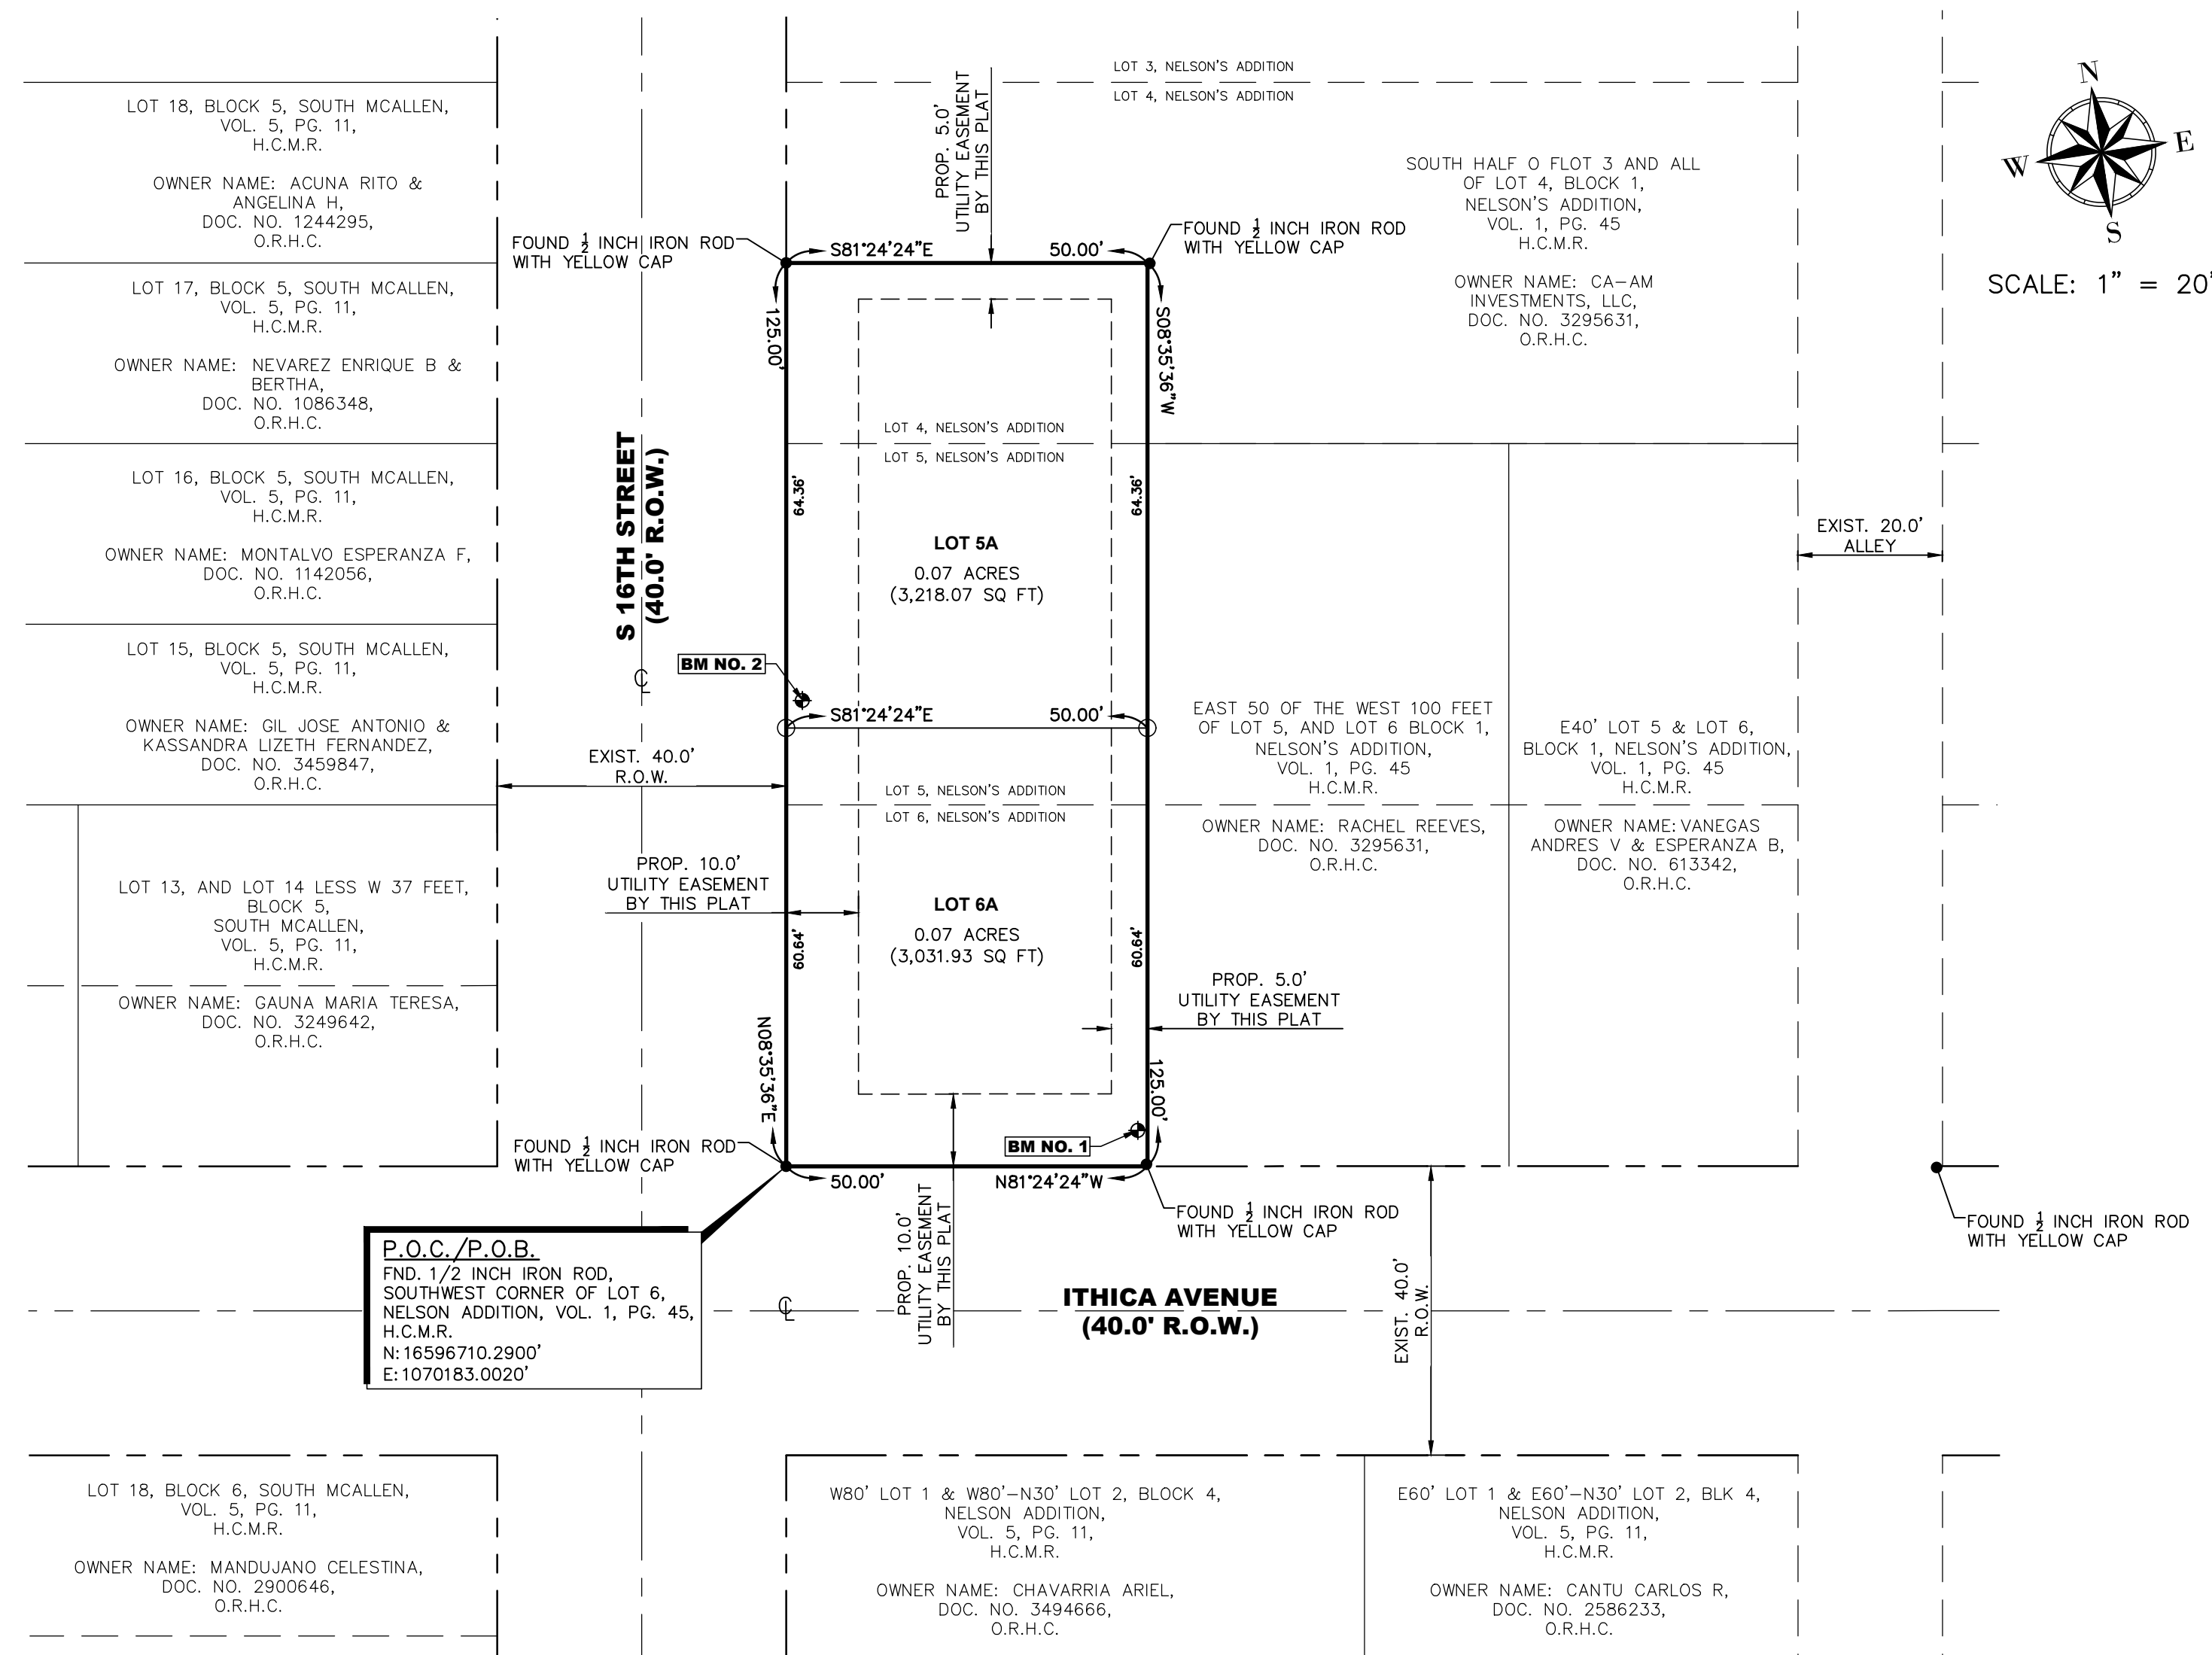 LOT 18, BLOCK 5, SOUTH MCALLEN,
VOL. 5, PG. 11,
H.C.M.R.
OWNER NAME: ACUNA RITO &
ANGELINA H,
DOC. NO. 1244295,
O.R.H.C.
LOT 17, BLOCK 5, SOUTH MCALLEN,
VOL. 5, PG. 11,
H.C.M.R.
OWNER NAME: NEVAREZ ENRIQUE B &
BERTHA,
DOC. NO. 1086348,
O.R.H.C.
LOT 16, BLOCK 5, SOUTH MCALLEN,
VOL. 5, PG. 11,
H.C.M.R.
OWNER NAME: MONTALVO ESPERANZA F,
DOC. NO. 1142056,
O.R.H.C.
LOT 15, BLOCK 5, SOUTH MCALLEN,
VOL. 5, PG. 11,
H.C.M.R.
OWNER NAME: GIL JOSE ANTONIO &
KASSANDRA LIZETH FERNANDEZ,
DOC. NO. 3459847,
O.R.H.C.
LOT 13, AND LOT 14 LESS W 37 FEET,
BLOCK 5,
SOUTH MCALLEN,
VOL. 5, PG. 11,
H.C.M.R.
OWNER NAME: GAUNA MARIA TERESA,
DOC. NO. 3249642,
O.R.H.C.
S 16TH STREET
(40.0' R.O.W.)
℄
EXIST. 40.0'
R.O.W.
LOT 3, NELSON'S ADDITION
LOT 4, NELSON'S ADDITION
PROP. 5.0'
UTILITY EASEMENT
BY THIS PLAT
FOUND 1/2 INCH IRON ROD
WITH YELLOW CAP
S81°24'24"E
50.00'
FOUND 1/2 INCH IRON ROD
WITH YELLOW CAP
125.00'
S08°35'36"W
SOUTH HALF O FLOT 3 AND ALL
OF LOT 4, BLOCK 1,
NELSON'S ADDITION,
VOL. 1, PG. 45
H.C.M.R.
OWNER NAME: CA-AM
INVESTMENTS, LLC,
DOC. NO. 3295631,
O.R.H.C.
N
E
W
S
SCALE: 1" = 20'
LOT 4, NELSON'S ADDITION
LOT 5, NELSON'S ADDITION
64.36'
64.36'
LOT 5A
0.07 ACRES
(3,218.07 SQ FT)
BM NO. 2
S81°24'24"E
50.00'
EXIST. 20.0'
ALLEY
EAST 50 OF THE WEST 100 FEET
OF LOT 5, AND LOT 6 BLOCK 1,
NELSON'S ADDITION,
VOL. 1, PG. 45
H.C.M.R.
OWNER NAME: RACHEL REEVES,
DOC. NO. 3295631,
O.R.H.C.
E40' LOT 5 & LOT 6,
BLOCK 1, NELSON'S ADDITION,
VOL. 1, PG. 45
H.C.M.R.
OWNER NAME: VANEGAS
ANDRES V & ESPERANZA B,
DOC. NO. 613342,
O.R.H.C.
LOT 5, NELSON'S ADDITION
LOT 6, NELSON'S ADDITION
PROP. 10.0'
UTILITY EASEMENT
BY THIS PLAT
60.64'
60.64'
LOT 6A
0.07 ACRES
(3,031.93 SQ FT)
PROP. 5.0'
UTILITY EASEMENT
BY THIS PLAT
N08°35'36"E
125.00'
BM NO. 1
FOUND 1/2 INCH IRON ROD
WITH YELLOW CAP
50.00'
N81°24'24"W
FOUND 1/2 INCH IRON ROD
WITH YELLOW CAP
FOUND 1/2 INCH IRON ROD
WITH YELLOW CAP
P.O.C./P.O.B.
FND. 1/2 INCH IRON ROD,
SOUTHWEST CORNER OF LOT 6,
NELSON ADDITION, VOL. 1, PG. 45,
H.C.M.R.
N:16596710.2900'
E:1070183.0020'
℄
PROP. 10.0'
UTILITY EASEMENT
BY THIS PLAT
ITHICA AVENUE
(40.0' R.O.W.)
EXIST. 40.0'
R.O.W.
LOT 18, BLOCK 6, SOUTH MCALLEN,
VOL. 5, PG. 11,
H.C.M.R.
OWNER NAME: MANDUJANO CELESTINA,
DOC. NO. 2900646,
O.R.H.C.
W80' LOT 1 & W80'-N30' LOT 2, BLOCK 4,
NELSON ADDITION,
VOL. 5, PG. 11,
H.C.M.R.
OWNER NAME: CHAVARRIA ARIEL,
DOC. NO. 3494666,
O.R.H.C.
E60' LOT 1 & E60'-N30' LOT 2, BLK 4,
NELSON ADDITION,
VOL. 5, PG. 11,
H.C.M.R.
OWNER NAME: CANTU CARLOS R,
DOC. NO. 2586233,
O.R.H.C.